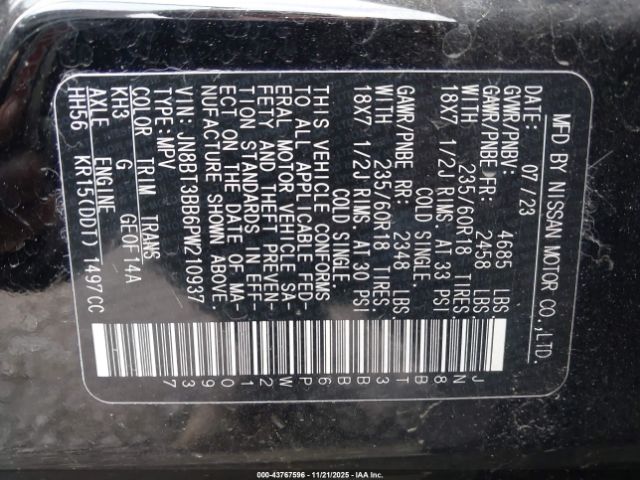 MFD BY NISSAN MOTOR CO.,LTD.
DATE: 07/23
GVWR/PNBV: 4685 LBS
GAWR/PNBE FR: 2458 LBS.
WITH 235/60R18 TIRES,
18X7 1/2J RIMS, AT 33 PSI
COLD SINGLE.
GAWR/PNBE RR: 2348 LBS.
WITH 235/60R18 TIRES,
18X7 1/2J RIMS, AT 30 PSI
COLD SINGLE.
THIS VEHICLE CONFORMS
TO ALL APPLICABLE FED-
ERAL MOTOR VEHICLE SA-
FETY AND THEFT PREVEN-
TION STANDARDS IN EFF-
ECT ON THE DATE OF MA-
NUFACTURE SHOWN ABOVE.
VIN: JN8BT3BB6PW210937
TYPE: MPV
COLOR TRIM TRANS
KH3 G GE0F14A
AXLE ENGINE
HH56 KR15(DDT) 1497CC
JN8BT3BB6PW210937
000-43767596 - 11/21/2025 - IAA Inc.